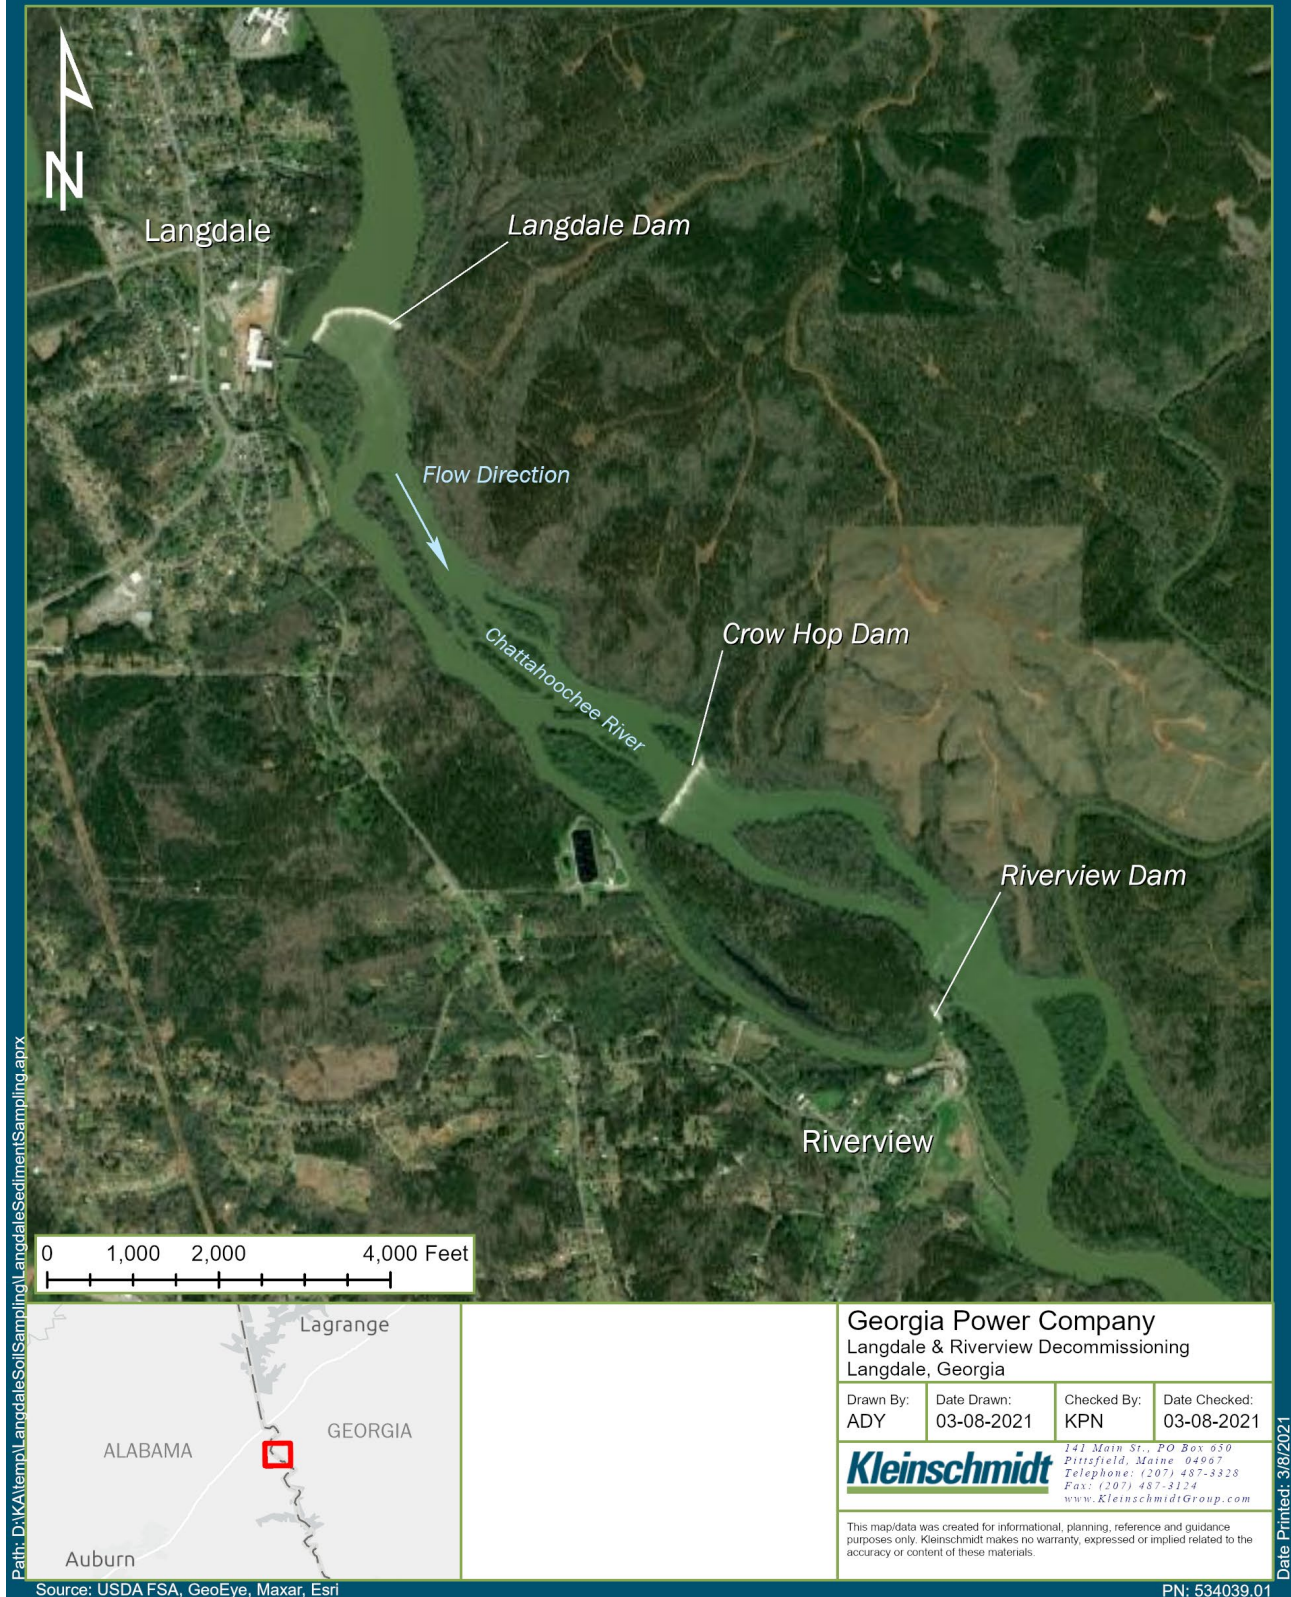 N
Langdale
Langdale Dam
Flow Direction
Chattahoochee River
Crow Hop Dam
Riverview Dam
Riverview
0 1,000 2,000 4,000 Feet
Lagrange
GEORGIA
ALABAMA
Auburn
Georgia Power Company
Langdale & Riverview Decommissioning
Langdale, Georgia
Drawn By: Date Drawn: Checked By: Date Checked:
ADY 03-08-2021 KPN 03-08-2021
Kleinschmidt
141 Main St., PO Box 650
Pittsfield, Maine 04967
Telephone: (207) 487-3328
Fax: (207) 487-3124
www.KleinschmidtGroup.com
This map/data was created for informational, planning, reference and guidance
purposes only. Kleinschmidt makes no warranty, expressed or implied related to the
accuracy or content of these materials.
Path: D:\KA\temp\LangdaleSoilSampling\LangdaleSedimentSampling.aprx
Date Printed: 3/8/2021
Source: USDA FSA, GeoEye, Maxar, Esri
PN: 534039.01